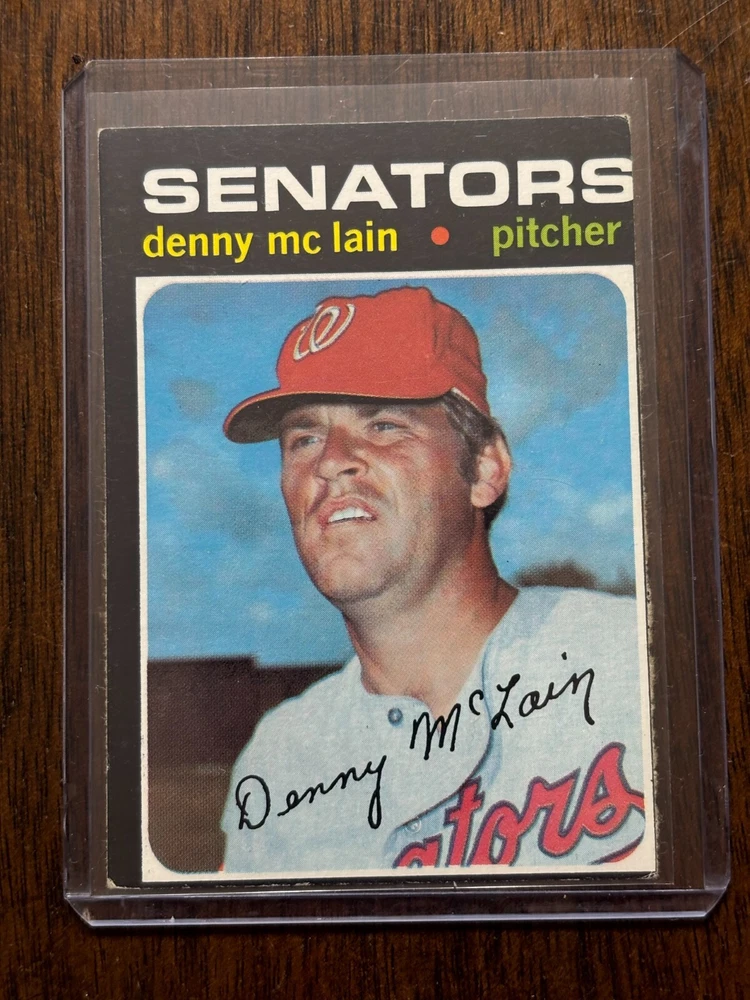 SENATORS
denny mc lain • pitcher
W
Denny McLain
ators